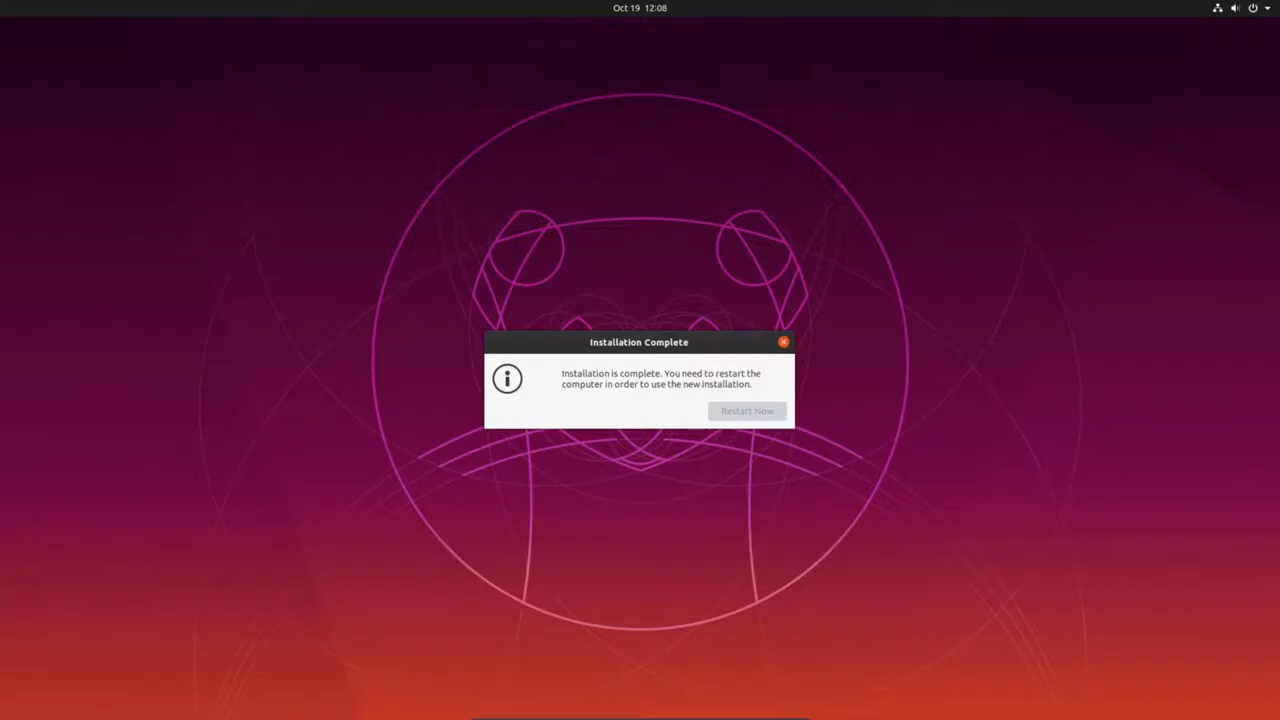 Oct 19 12:08
Installation Complete
Installation is complete. You need to restart the
computer in order to use the new installation.
Restart Now